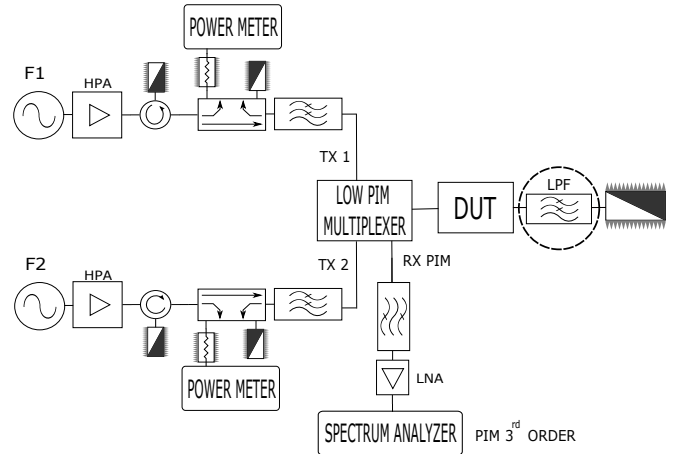 POWER METER
F1
HPA
TX 1
LOW PIM
MULTIPLEXER
DUT
LPF
F2
HPA
TX 2
RX PIM
POWER METER
LNA
SPECTRUM ANALYZER
PIM 3rd ORDER